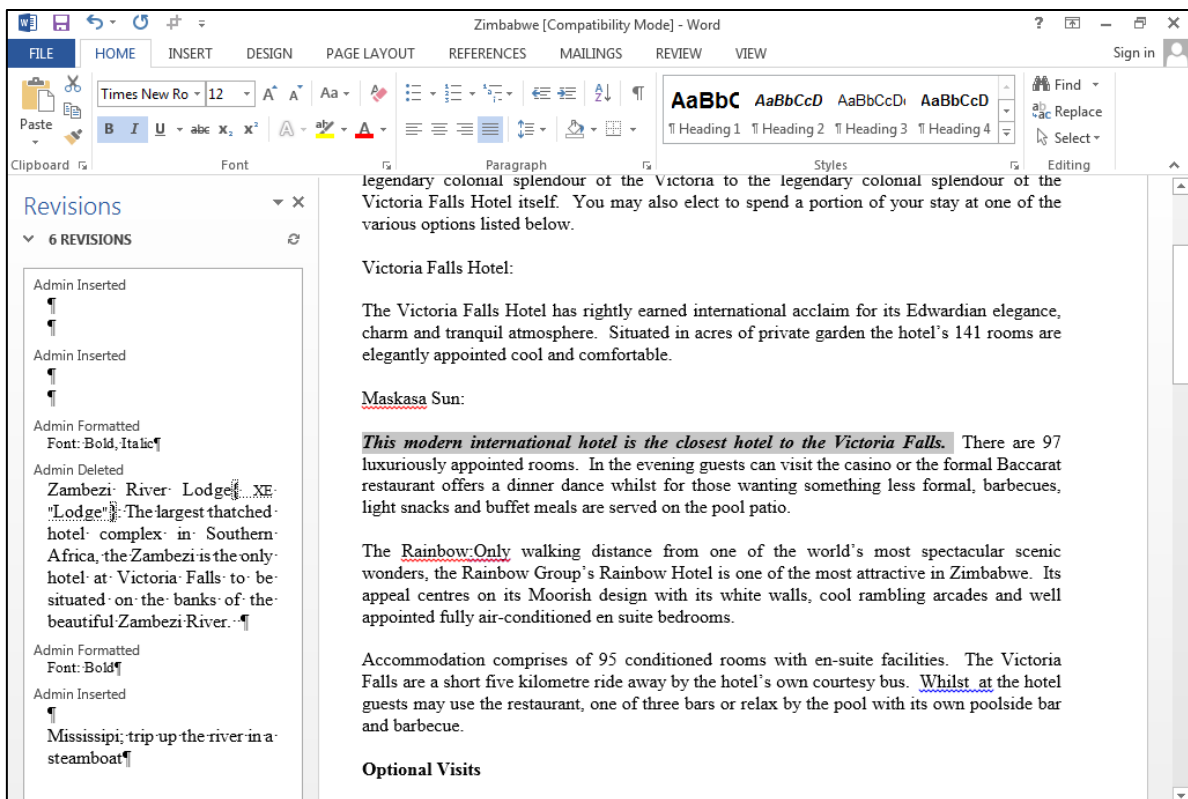 Zimbabwe [Compatibility Mode] - Word
?
FILE HOME INSERT DESIGN PAGE LAYOUT REFERENCES MAILINGS REVIEW VIEW Sign in
Paste
Times New Ro 12 A A Aa
B I U abc X₂ X² A aby A
AaBbC AaBbCcD AaBbCcD AaBbCcD
¶ Heading 1 ¶ Heading 2 ¶ Heading 3 ¶ Heading 4
Find
Replace
Select
Clipboard Font Paragraph Styles Editing
Revisions
6 REVISIONS
Admin Inserted
¶
¶
Admin Inserted
¶
¶
Admin Formatted
Font: Bold, Italic¶
Admin Deleted
Zambezi River Lodge{ XE
"Lodge" }: The largest thatched
hotel complex in Southern
Africa, the Zambezi is the only
hotel at Victoria Falls to be
situated on the banks of the
beautiful Zambezi River. ¶
Admin Formatted
Font: Bold¶
Admin Inserted
¶
Mississipi; trip up the river in a
steamboat¶
legendary colonial splendour of the Victoria to the legendary colonial splendour of the
Victoria Falls Hotel itself. You may also elect to spend a portion of your stay at one of the
various options listed below.
Victoria Falls Hotel:
The Victoria Falls Hotel has rightly earned international acclaim for its Edwardian elegance,
charm and tranquil atmosphere. Situated in acres of private garden the hotel's 141 rooms are
elegantly appointed cool and comfortable.
Maskasa Sun:
This modern international hotel is the closest hotel to the Victoria Falls. There are 97
luxuriously appointed rooms. In the evening guests can visit the casino or the formal Baccarat
restaurant offers a dinner dance whilst for those wanting something less formal, barbecues,
light snacks and buffet meals are served on the pool patio.
The Rainbow:Only walking distance from one of the world's most spectacular scenic
wonders, the Rainbow Group's Rainbow Hotel is one of the most attractive in Zimbabwe. Its
appeal centres on its Moorish design with its white walls, cool rambling arcades and well
appointed fully air-conditioned en suite bedrooms.
Accommodation comprises of 95 conditioned rooms with en-suite facilities. The Victoria
Falls are a short five kilometre ride away by the hotel's own courtesy bus. Whilst at the hotel
guests may use the restaurant, one of three bars or relax by the pool with its own poolside bar
and barbecue.
Optional Visits